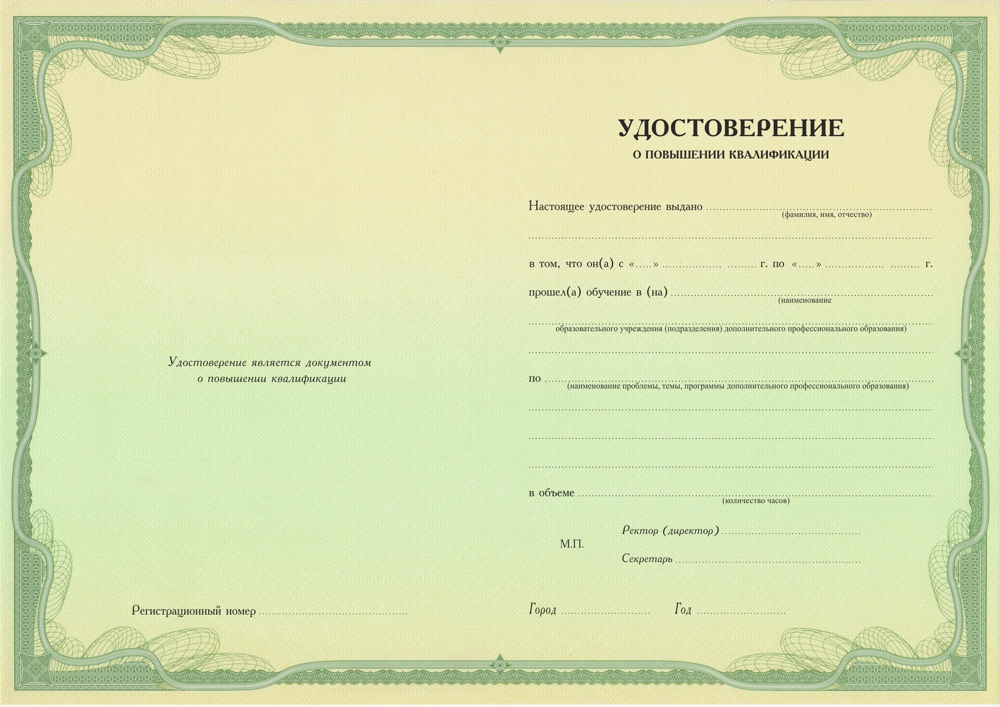 Удостоверение является документом
о повышении квалификации
Регистрационный номер
УДОСТОВЕРЕНИЕ
О ПОВЫШЕНИИ КВАЛИФИКАЦИИ
Настоящее удостоверение выдано
(фамилия, имя, отчество)
в том, что он(а) с «.....» г. по «.....» г.
прошел(а) обучение в (на)
(наименование
образовательного учреждения (подразделения) дополнительного профессионального образования)
по
(наименование проблемы, темы, программы дополнительного профессионального образования)
в объеме
(количество часов)
Ректор (директор)
М.П.
Секретарь
Город Год